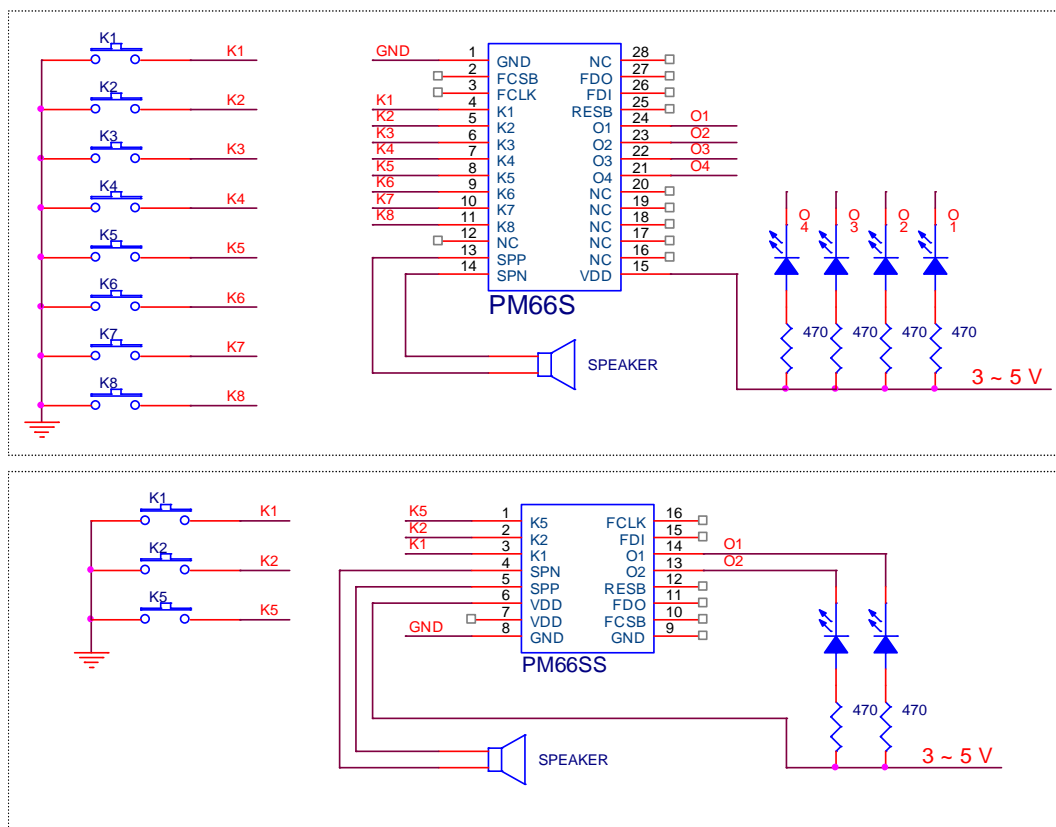 K1 K1
K2 K2
K3 K3
K4 K4
K5 K5
K6 K6
K7 K7
K8 K8
GND 1 GND NC 28
2 FCSB FDO 27
3 FCLK FDI 26
K1 4 K1 RESB 25
K2 5 K2 O1 24 O1
K3 6 K3 O2 23 O2
K4 7 K4 O3 22 O3
K5 8 K5 O4 21 O4
K6 9 K6 NC 20
K7 10 K7 NC 19
K8 11 K8 NC 18
12 NC NC 17
13 SPP NC 16
14 SPN VDD 15
PM66S
SPEAKER
O4 O3 O2 O1
470 470 470 470
3 ~ 5 V
K1 K1
K2 K2
K5 K5
K5 1 K5 FCLK 16
K2 2 K2 FDI 15
K1 3 K1 O1 14 O1
4 SPN O2 13 O2
5 SPP RESB 12
6 VDD FDO 11
7 VDD FCSB 10
GND 8 GND GND 9
PM66SS
SPEAKER
470 470
3 ~ 5 V